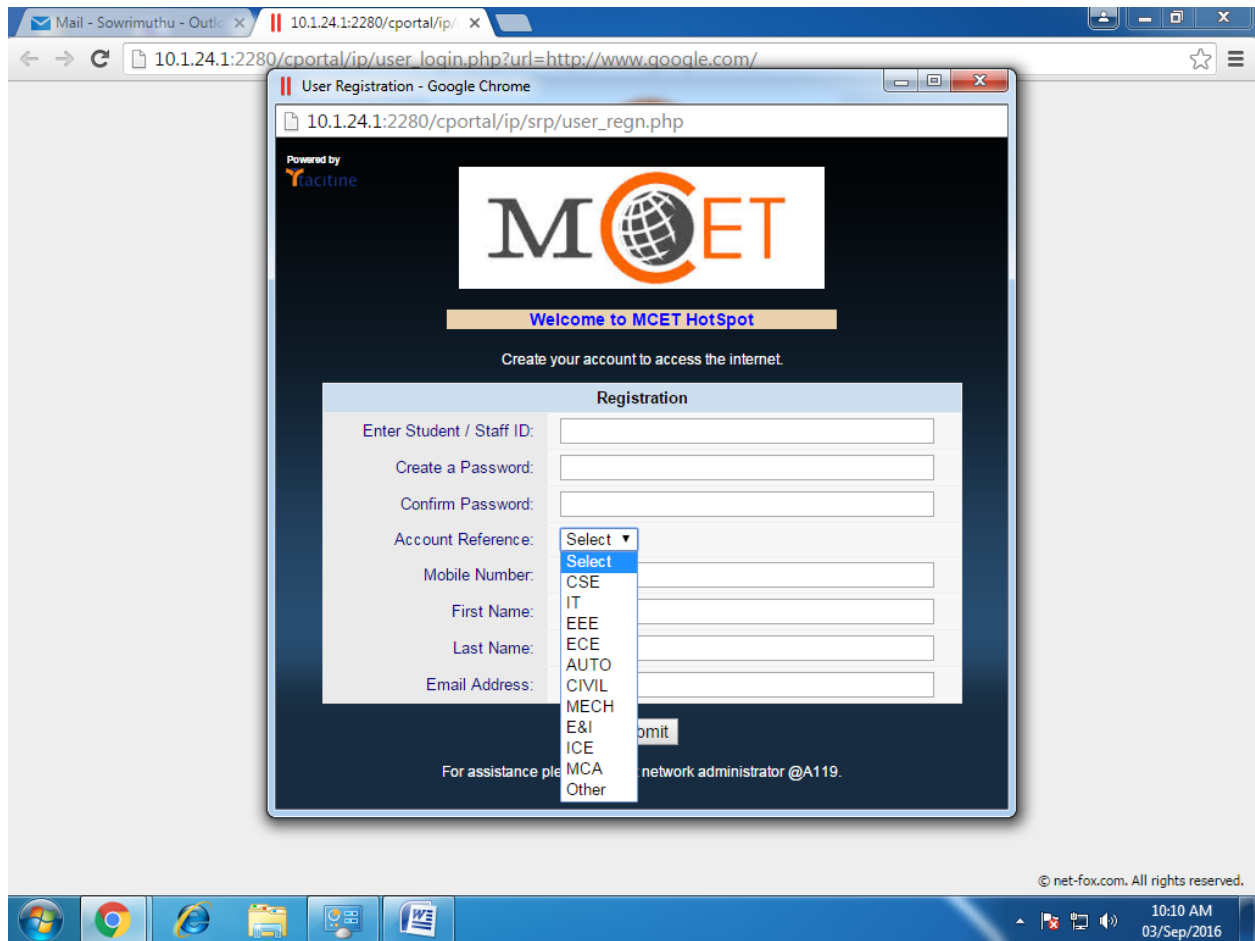 Mail - Sowrimuthu - Outlo
10.1.24.1:2280/cportal/ip/
10.1.24.1:2280/cportal/ip/user_login.php?url=http://www.google.com/
User Registration - Google Chrome
10.1.24.1:2280/cportal/ip/srp/user_regn.php
Powered by
tacitine
MCET
Welcome to MCET HotSpot
Create your account to access the internet.
Registration
Enter Student / Staff ID:
Create a Password:
Confirm Password:
Account Reference: Select
Select
CSE
IT
EEE
ECE
AUTO
CIVIL
MECH
E&I
ICE
MCA
Other
Mobile Number:
First Name:
Last Name:
Email Address:
bmit
For assistance ple network administrator @A119.
© net-fox.com. All rights reserved.
10:10 AM
03/Sep/2016